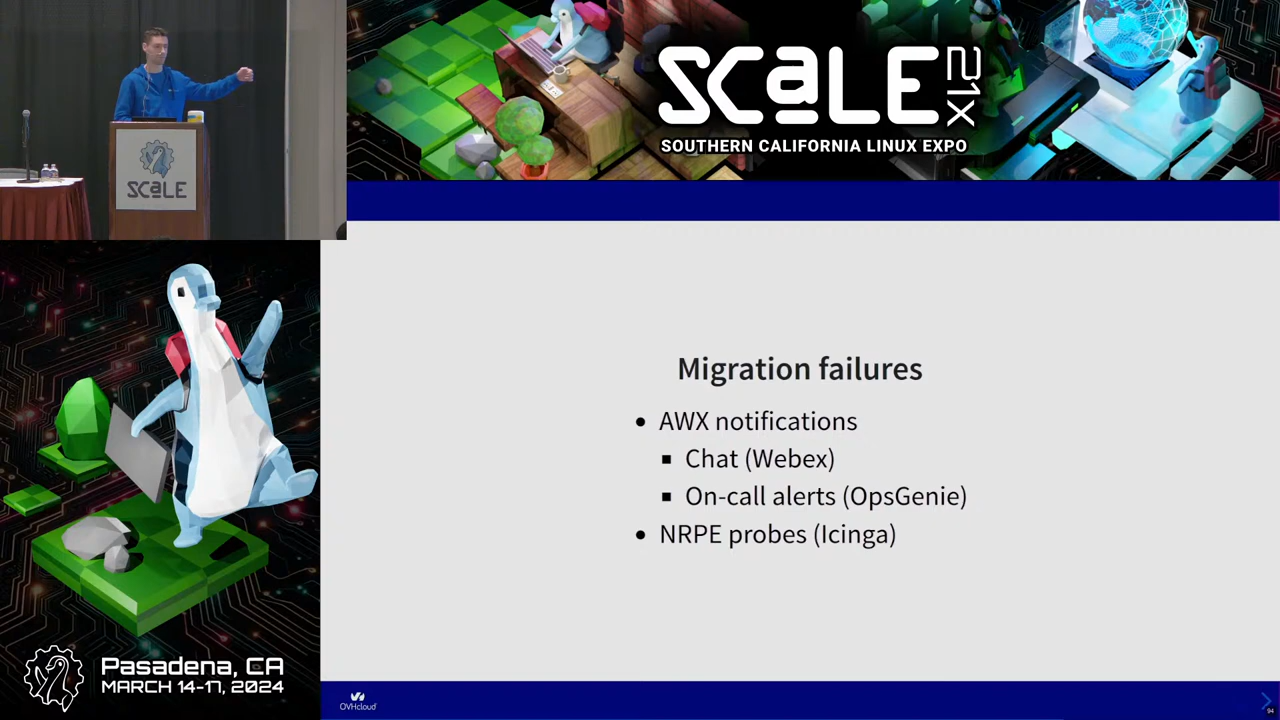 SCaLE
21X
SOUTHERN CALIFORNIA LINUX EXPO
SCaLE
Migration failures
AWX notifications
Chat (Webex)
On-call alerts (OpsGenie)
NRPE probes (Icinga)
Pasadena, CA
MARCH 14-17, 2024
OVHcloud
94